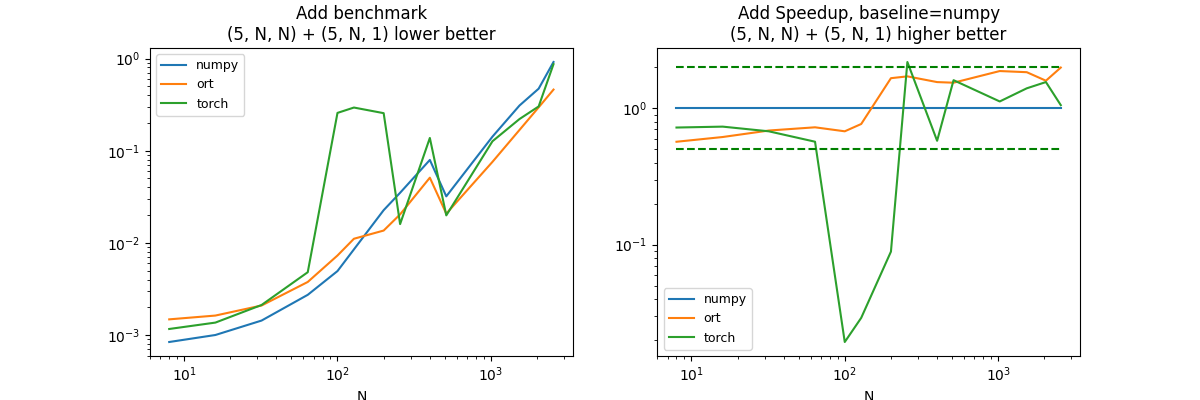 Add benchmark
(5, N, N) + (5, N, 1) lower better
numpy
ort
torch
10⁰
10⁻¹
10⁻²
10⁻³
10¹
10²
10³
N
Add Speedup, baseline=numpy
(5, N, N) + (5, N, 1) higher better
10⁰
10⁻¹
numpy
ort
torch
10¹
10²
10³
N